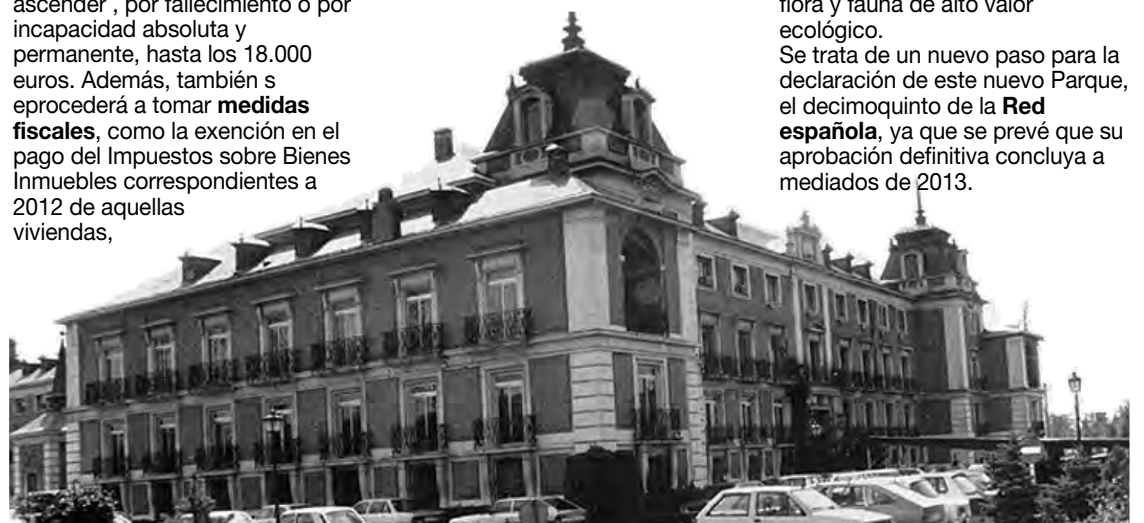 ascender , por fallecimiento o por
incapacidad absoluta y
permanente, hasta los 18.000
euros. Además, también s
eprocederá a tomar medidas
fiscales, como la exención en el
pago del Impuestos sobre Bienes
Inmuebles correspondientes a
2012 de aquellas
viviendas,
flora y fauna de alto valor
ecológico.
Se trata de un nuevo paso para la
declaración de este nuevo Parque,
el decimoquinto de la Red
española, ya que se prevé que su
aprobación definitiva concluya a
mediados de 2013.